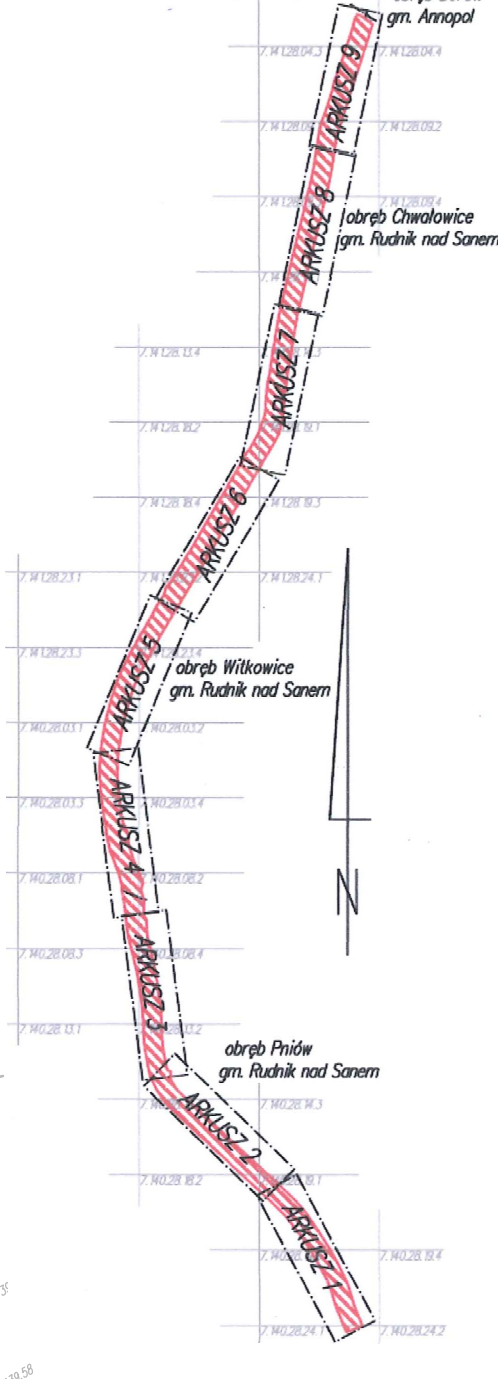 gm. Annopol
7.141.28.04.3
7.141.28.04.4
ARKUSZ 9
7.141.28.09.2
7.141.28.09.4
ARKUSZ 8
obręb Chwałowice
gm. Rudnik nad Sanem
7.141.28.13.4
ARKUSZ 7
7.141.28.18.2
7.141.28.18.4
7.141.28.19.3
ARKUSZ 6
7.141.28.23.1
7.141.28.24.1
7.141.28.23.3
ARKUSZ 5
obręb Witkowice
gm. Rudnik nad Sanem
7.140.28.03.1
7.140.28.03.2
7.140.28.03.3
7.140.28.03.4
ARKUSZ 4
7.140.28.08.1
7.140.28.08.2
7.140.28.08.3
7.140.28.08.4
ARKUSZ 3
7.140.28.13.1
N
obręb Pniów
gm. Rudnik nad Sanem
7.140.28.14.3
ARKUSZ 2
7.140.28.18.2
ARKUSZ 1
7.140.28.19.4
7.140.28.24.1
7.140.28.24.2